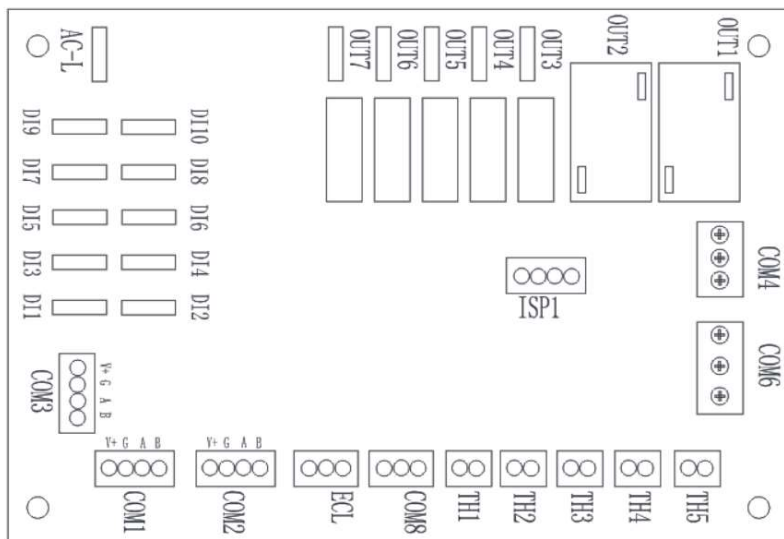 AC-L
OUT7
OUT6
OUT5
OUT4
OUT3
OUT2
OUT1
DI9
DI10
DI7
DI8
DI5
DI6
DI3
DI4
DI1
DI2
ISP1
COM4
COM6
COM3
V+ G A B
V+ G A B
V+ G A B
COM1
COM2
ECL
COM8
TH1
TH2
TH3
TH4
TH5